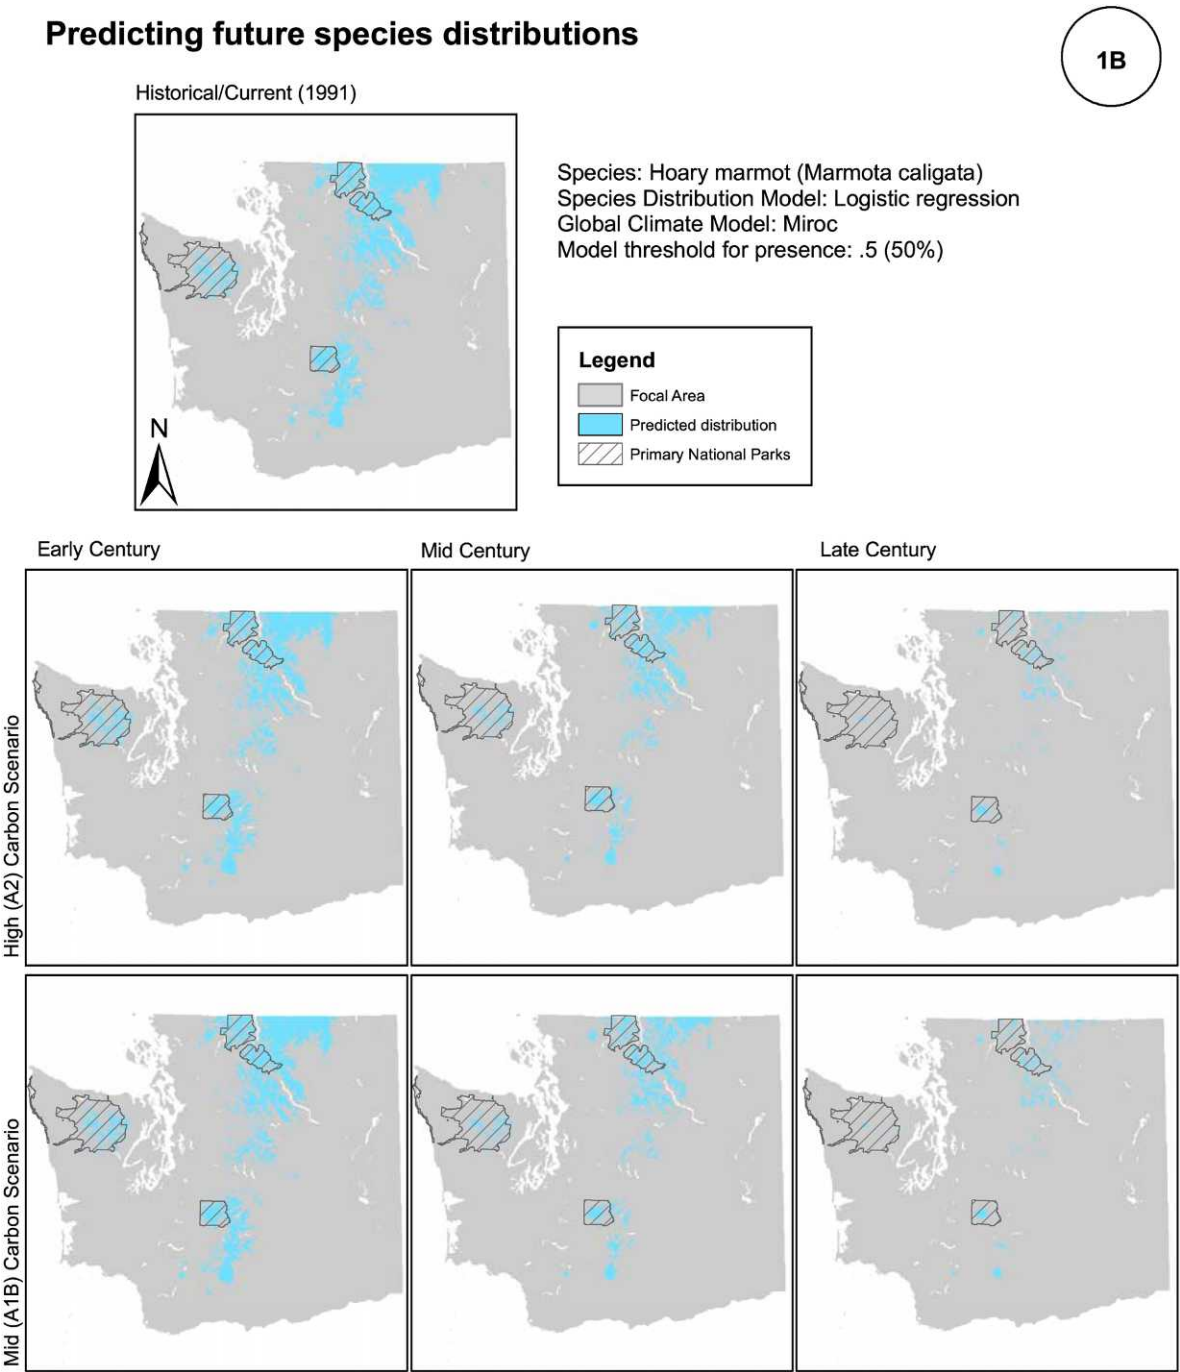 Predicting future species distributions
1B
Historical/Current (1991)
N
Species: Hoary marmot (Marmota caligata)
Species Distribution Model: Logistic regression
Global Climate Model: Miroc
Model threshold for presence: .5 (50%)
Legend
Focal Area
Predicted distribution
Primary National Parks
Early Century
Mid Century
Late Century
High (A2) Carbon Scenario
Mid (A1B) Carbon Scenario